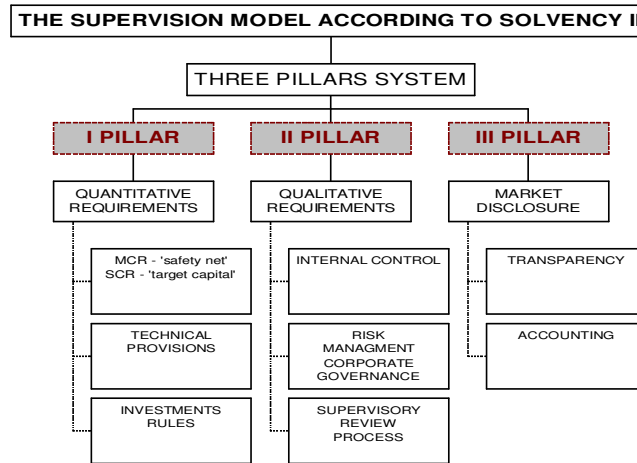 THE SUPERVISION MODEL ACCORDING TO SOLVENCY II
THREE PILLARS SYSTEM
I PILLAR
II PILLAR
III PILLAR
QUANTITATIVE
REQUIREMENTS
QUALITATIVE
REQUIREMENTS
MARKET
DISCLOSURE
MCR - 'safety net'
SCR - 'target capital'
INTERNAL CONTROL
TRANSPARENCY
TECHNICAL
PROVISIONS
RISK
MANAGMENT
CORPORATE
GOVERNANCE
ACCOUNTING
INVESTMENTS
RULES
SUPERVISORY
REVIEW
PROCESS